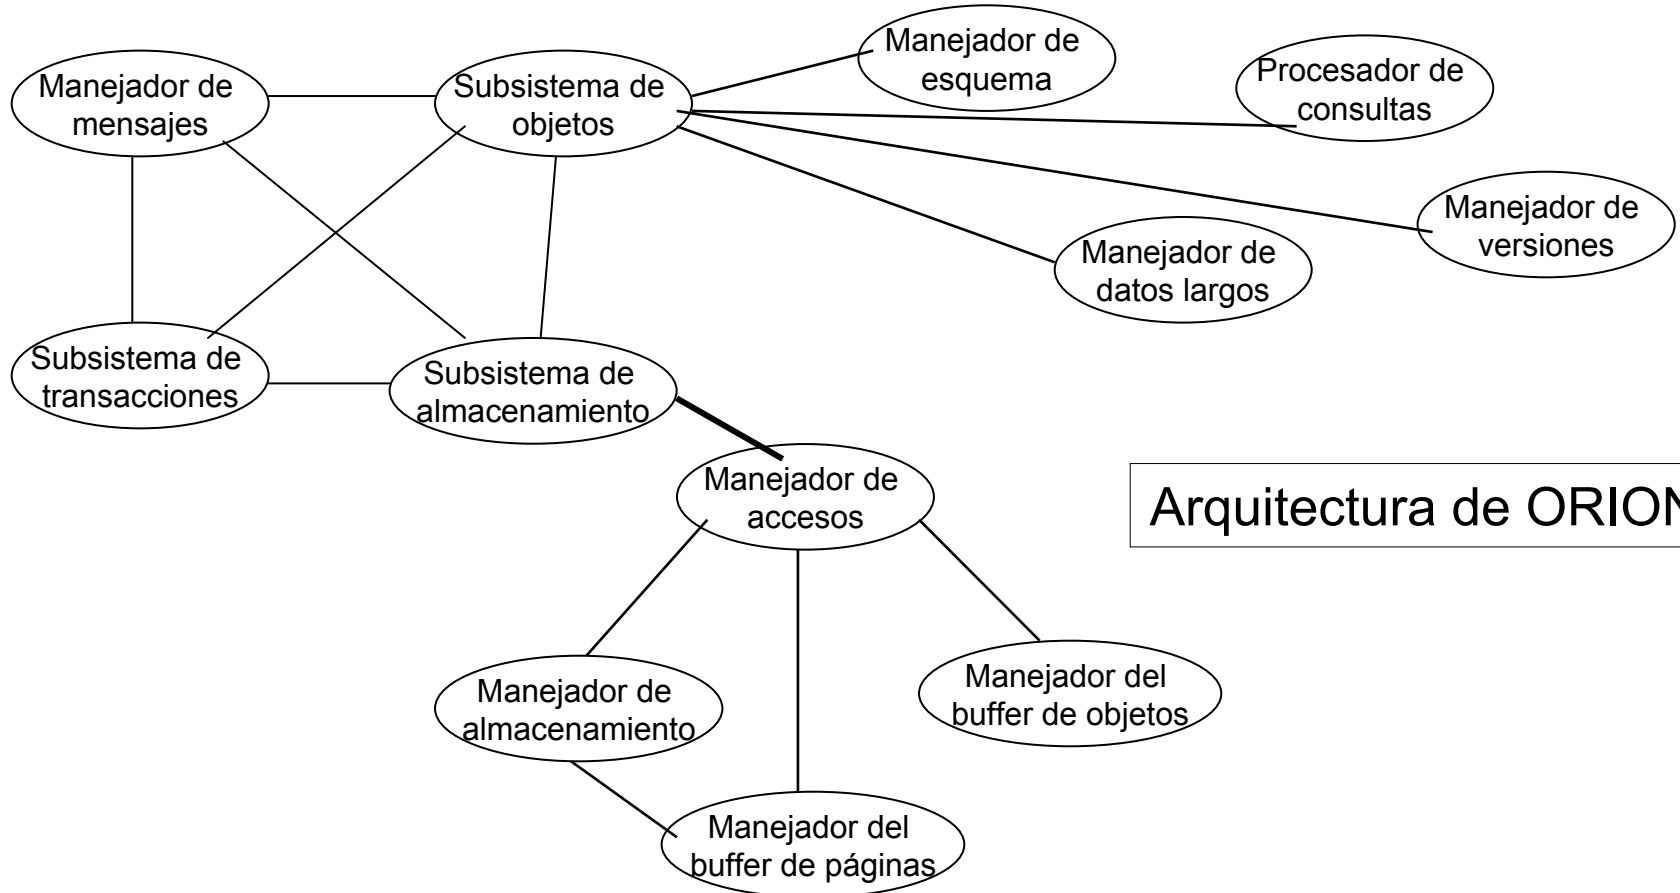 Manejador de
mensajes
Subsistema de
objetos
Manejador de
esquema
Procesador de
consultas
Manejador de
versiones
Manejador de
datos largos
Subsistema de
transacciones
Subsistema de
almacenamiento
Manejador de
accesos
Arquitectura de ORION
Manejador de
almacenamiento
Manejador del
buffer de objetos
Manejador del
buffer de páginas